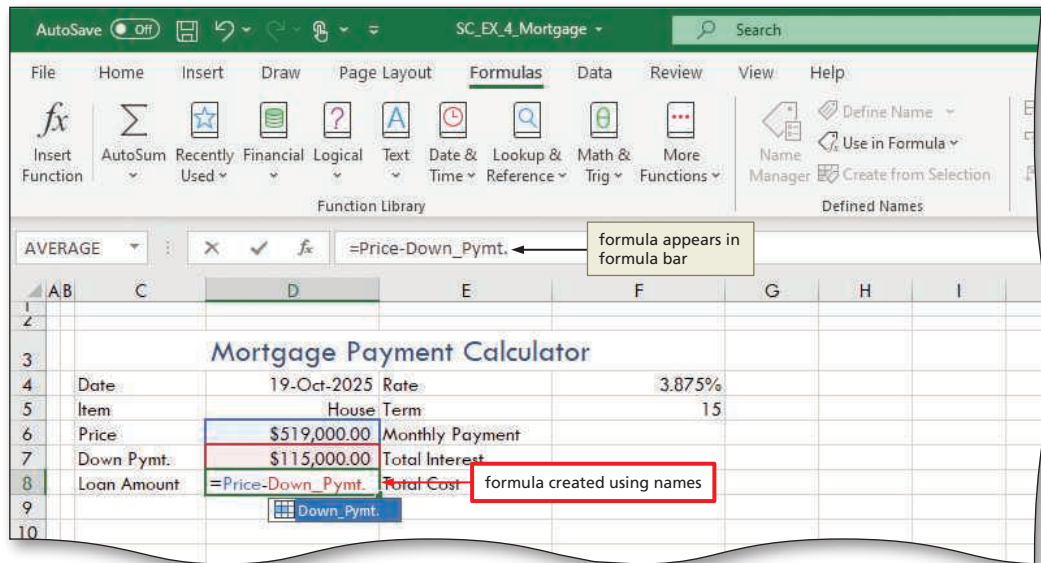 AutoSave Off SC_EX_4_Mortgage Search
File Home Insert Draw Page Layout Formulas Data Review View Help
fx
Insert Function
AutoSum
Recently Used
Financial
Logical
Text
Date & Time
Lookup & Reference
Math & Trig
More Functions
Function Library
Name Manager
Define Name
Use in Formula
Create from Selection
Defined Names
AVERAGE fx =Price-Down_Pymt.
formula appears in
formula bar
A B C D E F G H I
1
2
3 Mortgage Payment Calculator
4 Date 19-Oct-2025 Rate 3.875%
5 Item House Term 15
6 Price $519,000.00 Monthly Payment
7 Down Pymt. $115,000.00 Total Interest
8 Loan Amount =Price-Down_Pymt. Total Cost
formula created using names
9 Down_Pymt.
10